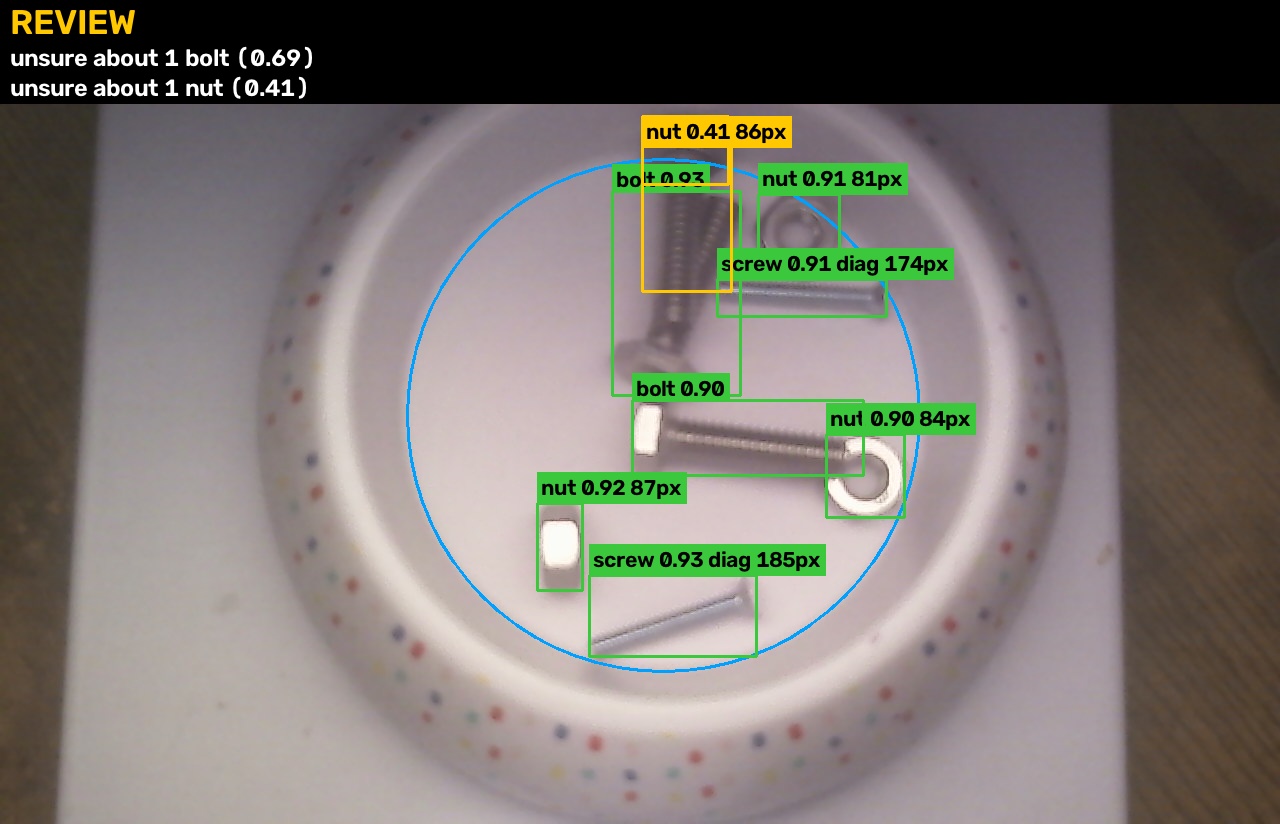 REVIEW
unsure about 1 bolt (0.69)
unsure about 1 nut (0.41)
nut 0.41 86px
bolt 0.93
nut 0.91 81px
screw 0.91 diag 174px
bolt 0.90
nut 0.90 84px
nut 0.92 87px
screw 0.93 diag 185px